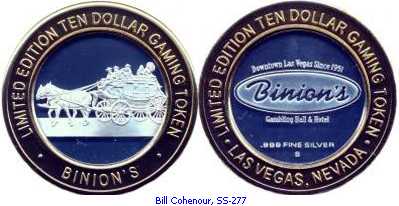 LIMITED EDITION TEN DOLLAR GAMING TOKEN
• BINION'S •
LIMITED EDITION TEN DOLLAR GAMING TOKEN
Downtown Las Vegas Since 1951
Binion's
Gambling Hall & Hotel
.999 FINE SILVER
S
• LAS VEGAS, NEVADA •
Bill Cohenour, SS-277